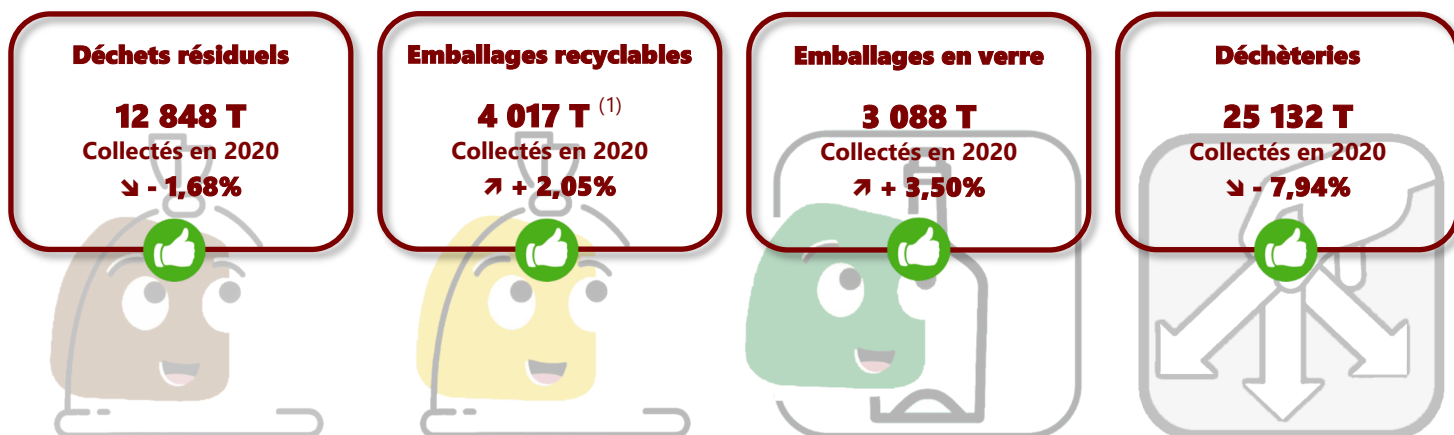 Déchets résiduels
12 848 T
Collectés en 2020
↘ - 1,68%
Emballages recyclables
4 017 T (1)
Collectés en 2020
↗ + 2,05%
Emballages en verre
3 088 T
Collectés en 2020
↗ + 3,50%
Déchèteries
25 132 T
Collectés en 2020
↘ - 7,94%